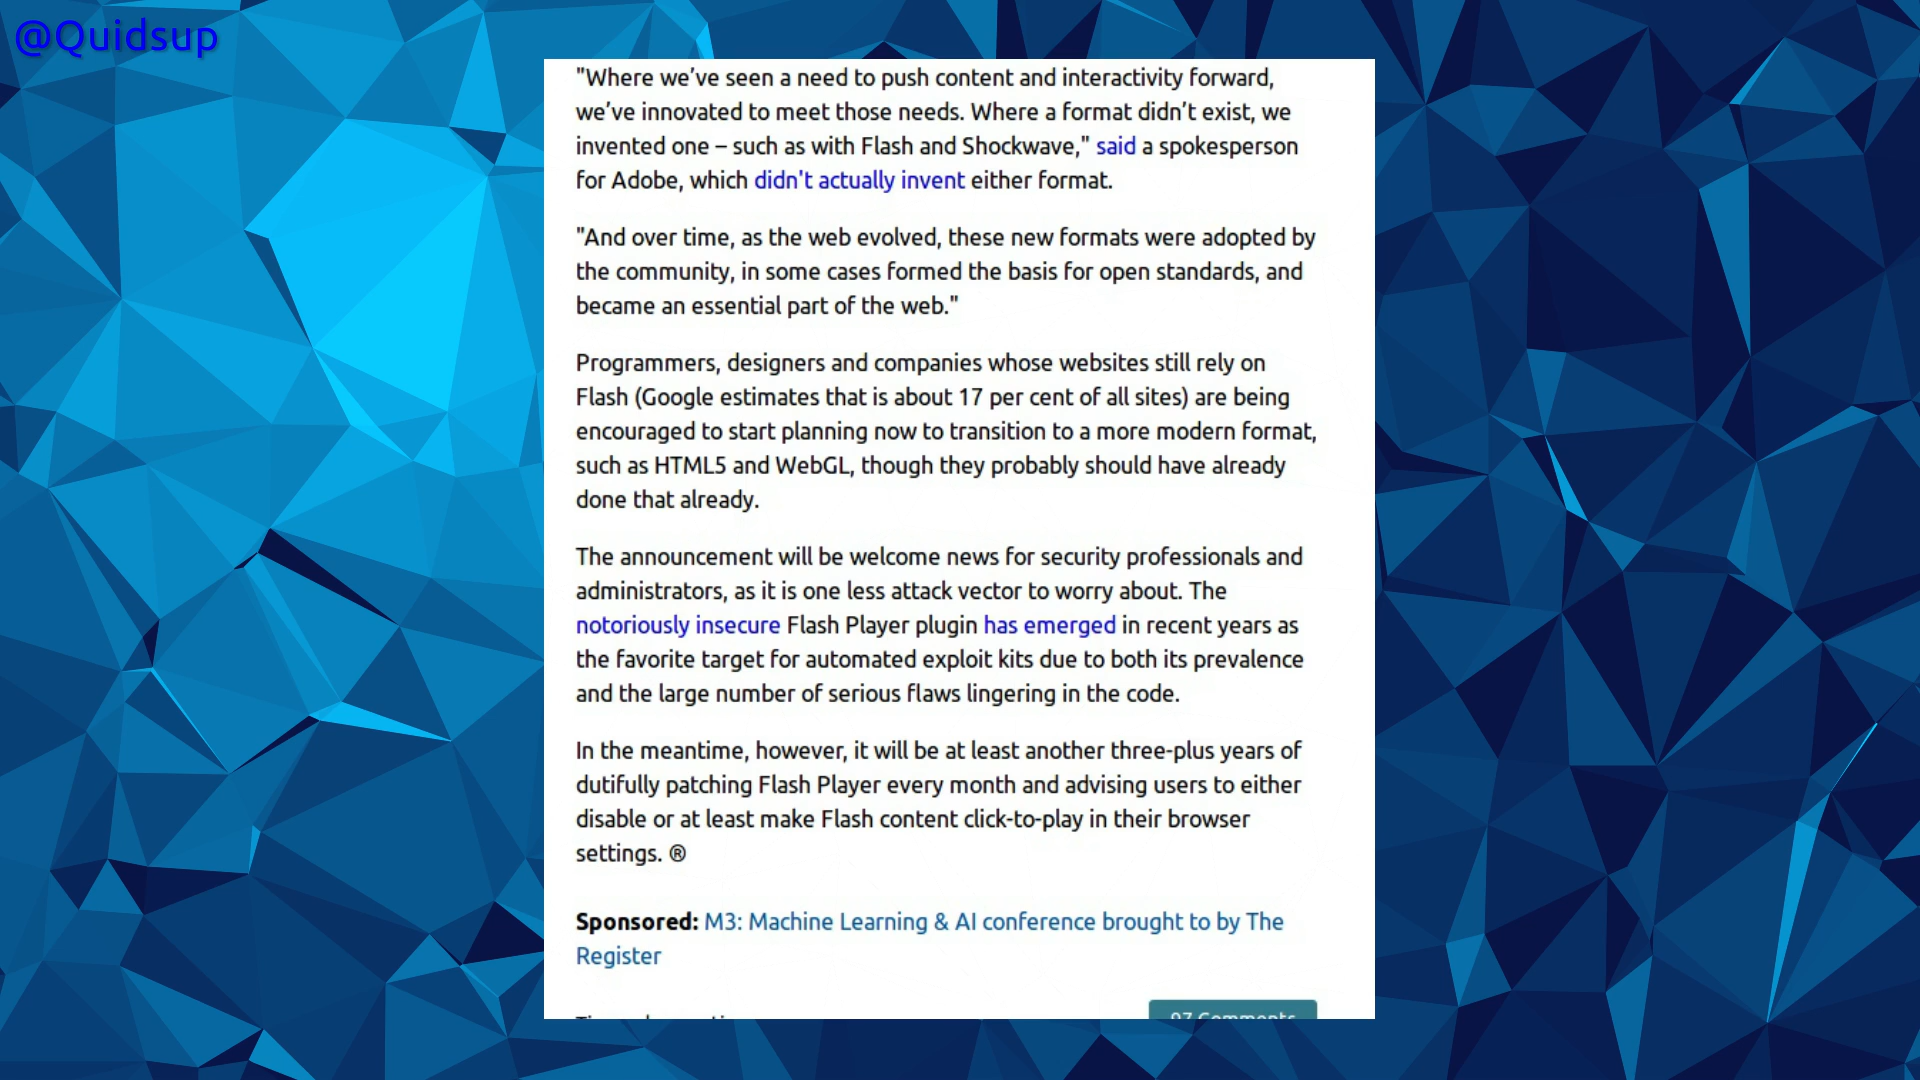 @Quidsup
"Where we’ve seen a need to push content and interactivity forward,
we’ve innovated to meet those needs. Where a format didn’t exist, we
invented one – such as with Flash and Shockwave," said a spokesperson
for Adobe, which didn't actually invent either format.
"And over time, as the web evolved, these new formats were adopted by
the community, in some cases formed the basis for open standards, and
became an essential part of the web."
Programmers, designers and companies whose websites still rely on
Flash (Google estimates that is about 17 per cent of all sites) are being
encouraged to start planning now to transition to a more modern format,
such as HTML5 and WebGL, though they probably should have already
done that already.
The announcement will be welcome news for security professionals and
administrators, as it is one less attack vector to worry about. The
notoriously insecure Flash Player plugin has emerged in recent years as
the favorite target for automated exploit kits due to both its prevalence
and the large number of serious flaws lingering in the code.
In the meantime, however, it will be at least another three-plus years of
dutifully patching Flash Player every month and advising users to either
disable or at least make Flash content click-to-play in their browser
settings. ®
Sponsored: M3: Machine Learning & AI conference brought to by The
Register
97 Comments